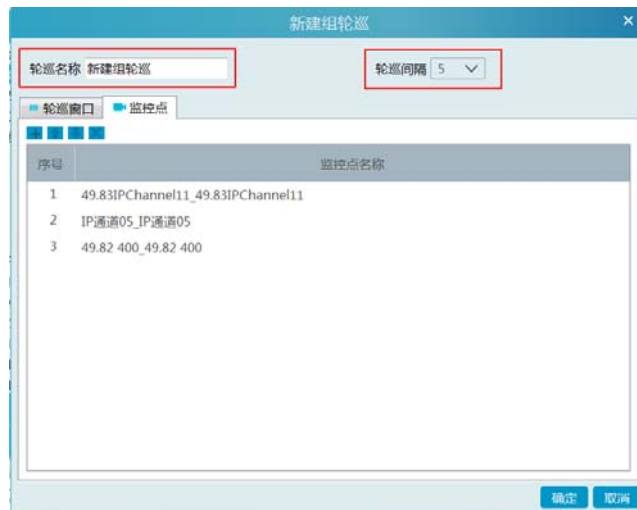 新建组轮巡
轮巡名称 新建组轮巡 轮巡间隔 5
轮巡窗口 监控点
序号 监控点名称
1 49.83IPChannel11_49.83IPChannel11
2 IP通道05_IP通道05
3 49.82 400_49.82 400
确定 取消